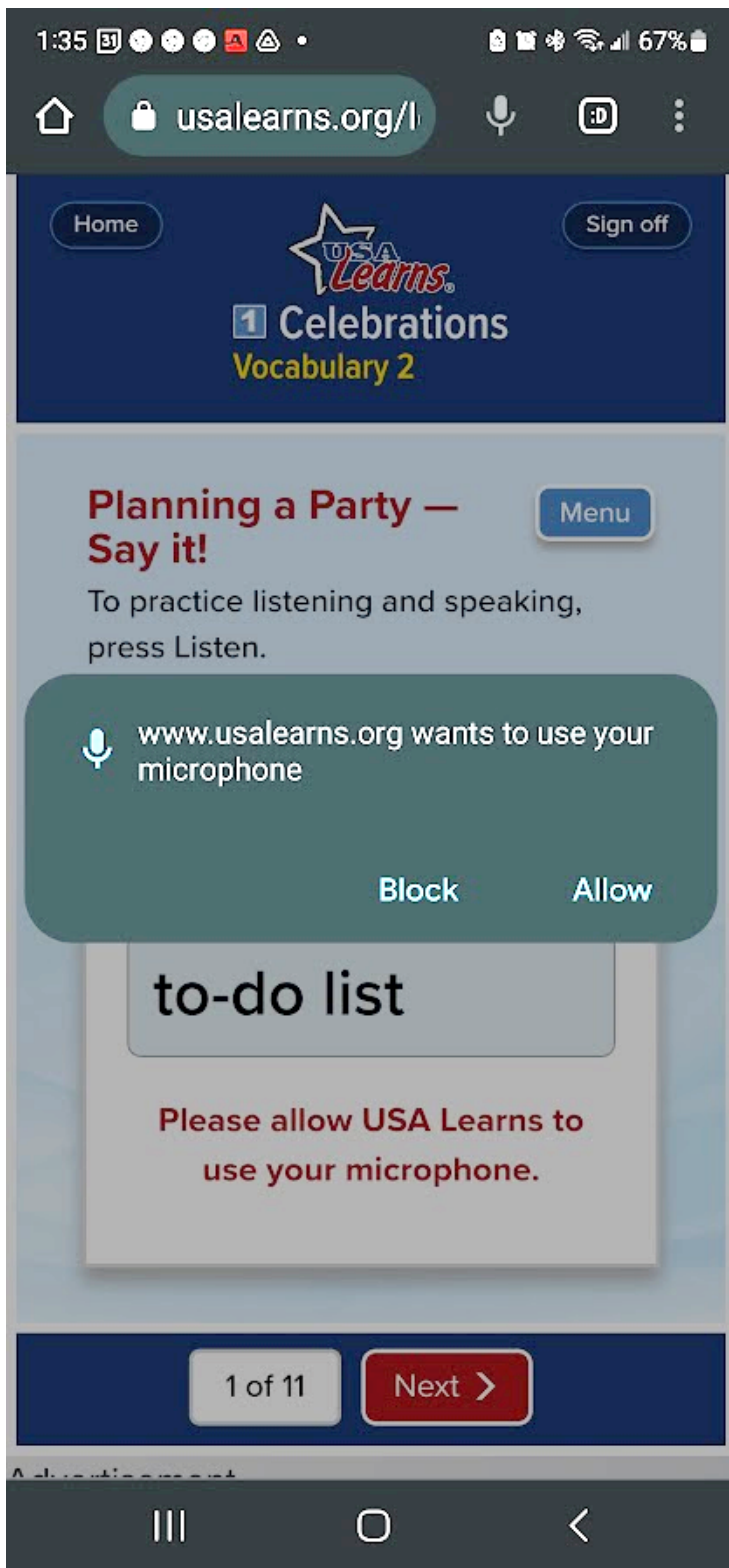 1:35 31 67%
usalearns.org/l
Home
Sign off
USA
Learns®
1 Celebrations
Vocabulary 2
Planning a Party —
Say it!
Menu
To practice listening and speaking,
press Listen.
www.usalearns.org wants to use your
microphone
Block Allow
to-do list
Please allow USA Learns to
use your microphone.
1 of 11
Next
Advertisement